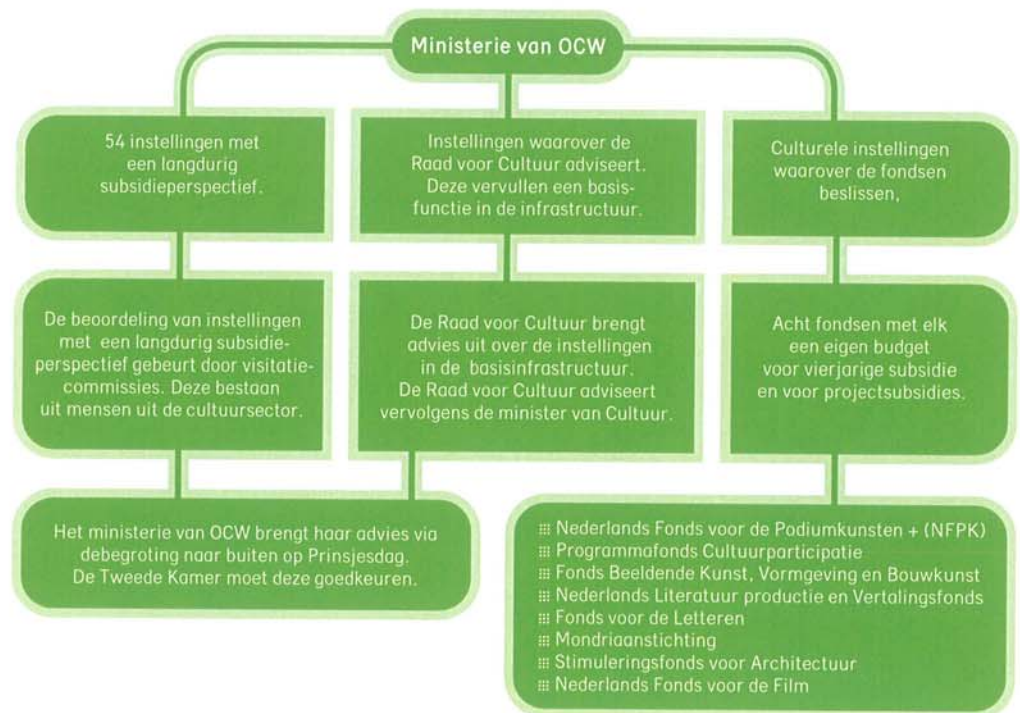 Ministerie van OCW
54 instellingen met
een langdurig
subsidieperspectief.
Instellingen waarover de
Raad voor Cultuur adviseert.
Deze vervullen een basis-
functie in de infrastructuur.
Culturele instellingen
waarover de fondsen
beslissen,
De beoordeling van instellingen
met een langdurig subsidie-
perspectief gebeurt door visitatie-
commissies. Deze bestaan
uit mensen uit de cultuursector.
De Raad voor Cultuur brengt
advies uit over de instellingen
in de basisinfrastructuur.
De Raad voor Cultuur adviseert
vervolgens de minister van Cultuur.
Acht fondsen met elk
een eigen budget
voor vierjarige subsidie
en voor projectsubsidies.
Het ministerie van OCW brengt haar advies via
debegroting naar buiten op Prinsjesdag.
De Tweede Kamer moet deze goedkeuren.
Nederlands Fonds voor de Podiumkunsten + (NFPK)
Programmafonds Cultuurparticipatie
Fonds Beeldende Kunst, Vormgeving en Bouwkunst
Nederlands Literatuur productie en Vertalingsfonds
Fonds voor de Letteren
Mondriaanstichting
Stimuleringsfonds voor Architectuur
Nederlands Fonds voor de Film